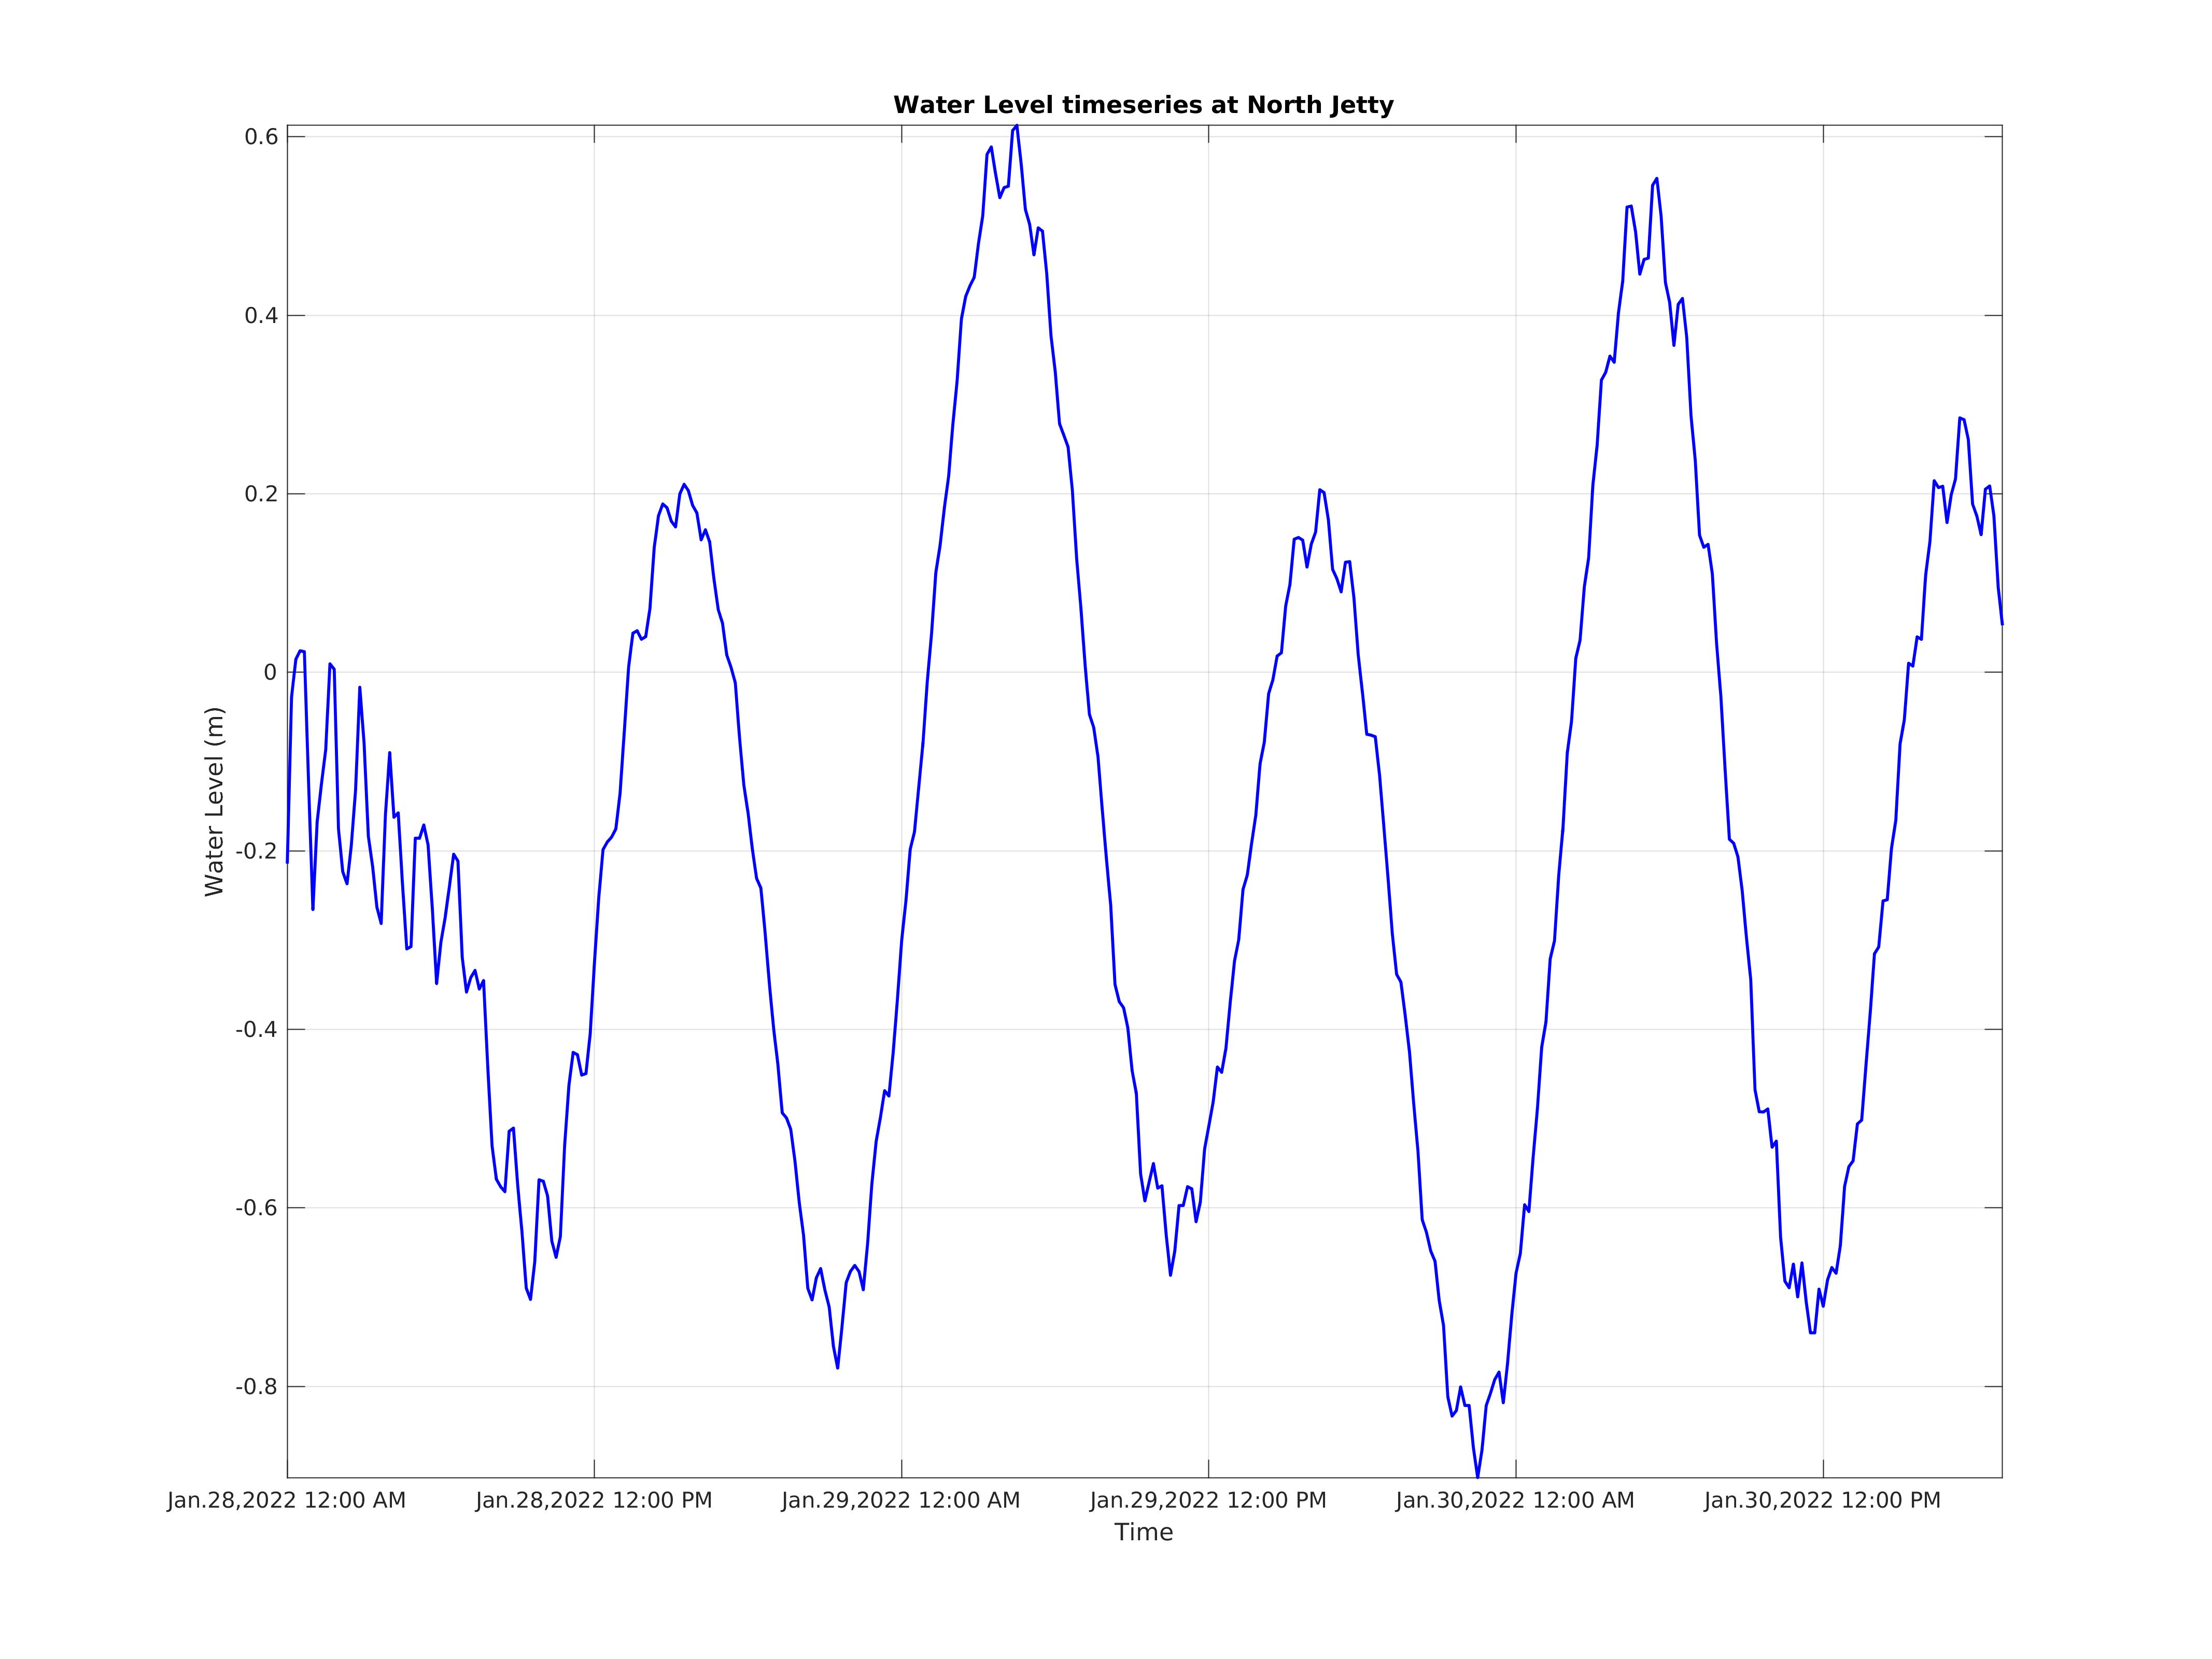 Water Level timeseries at North Jetty
0.6
0.4
0.2
0
-0.2
-0.4
-0.6
-0.8
Water Level (m)
Jan.28,2022 12:00 AM Jan.28,2022 12:00 PM Jan.29,2022 12:00 AM Jan.29,2022 12:00 PM Jan.30,2022 12:00 AM Jan.30,2022 12:00 PM
Time